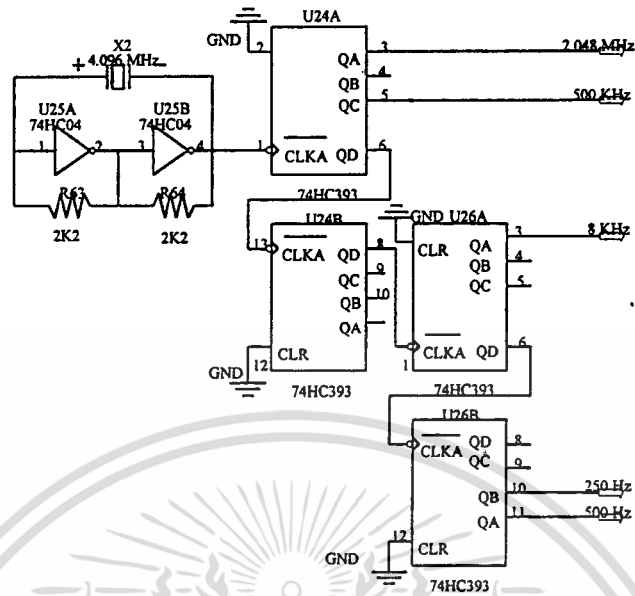 U24A
X2
4.096 MHz
+ -
GND
2
3
2.048 MHz
QA
4
QB
5
500 KHz
QC
U25A
U25B
74HC04
74HC04
1
2
3
4
1
CLKA
QD
6
R63
R64
2K2
2K2
74HC393
U24B
GND
U26A
13
CLKA
QD
8
CLR
QA
3
8 KHz
QC
9
QB
4
QB
10
QC
5
QA
CLR
12
GND
1
CLKA
QD
6
74HC393
74HC393
U26B
CLKA
QD
8
QC
9
QB
10
250 Hz
QA
11
500 Hz
12
CLR
GND
74HC393